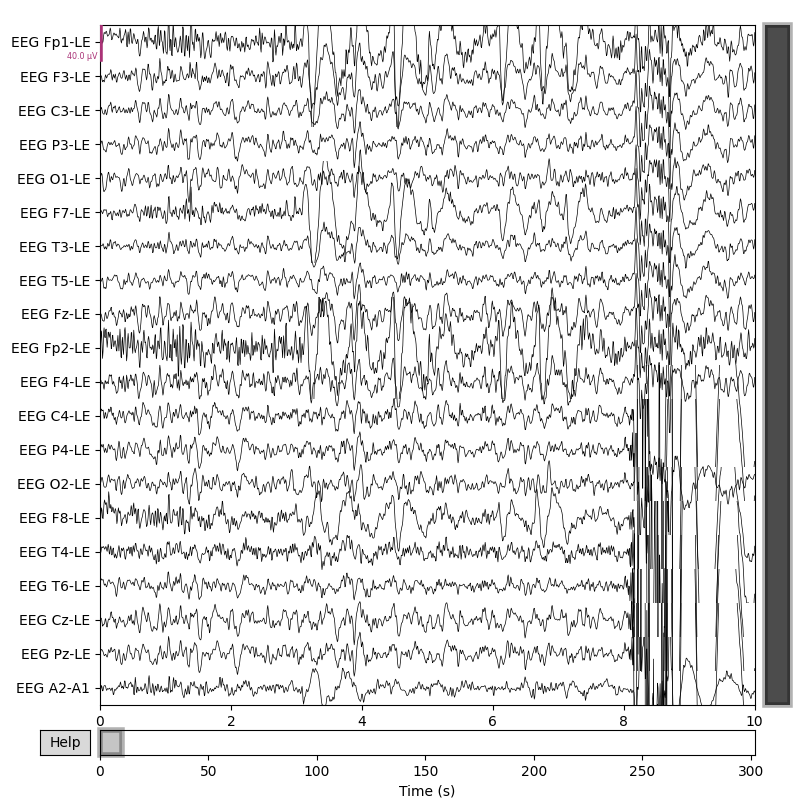 EEG Fp1-LE
40.0 µV
EEG F3-LE
EEG C3-LE
EEG P3-LE
EEG O1-LE
EEG F7-LE
EEG T3-LE
EEG T5-LE
EEG Fz-LE
EEG Fp2-LE
EEG F4-LE
EEG C4-LE
EEG P4-LE
EEG O2-LE
EEG F8-LE
EEG T4-LE
EEG T6-LE
EEG Cz-LE
EEG Pz-LE
EEG A2-A1
0 2 4 6 8 10
Help
0 50 100 150 200 250 300
Time (s)